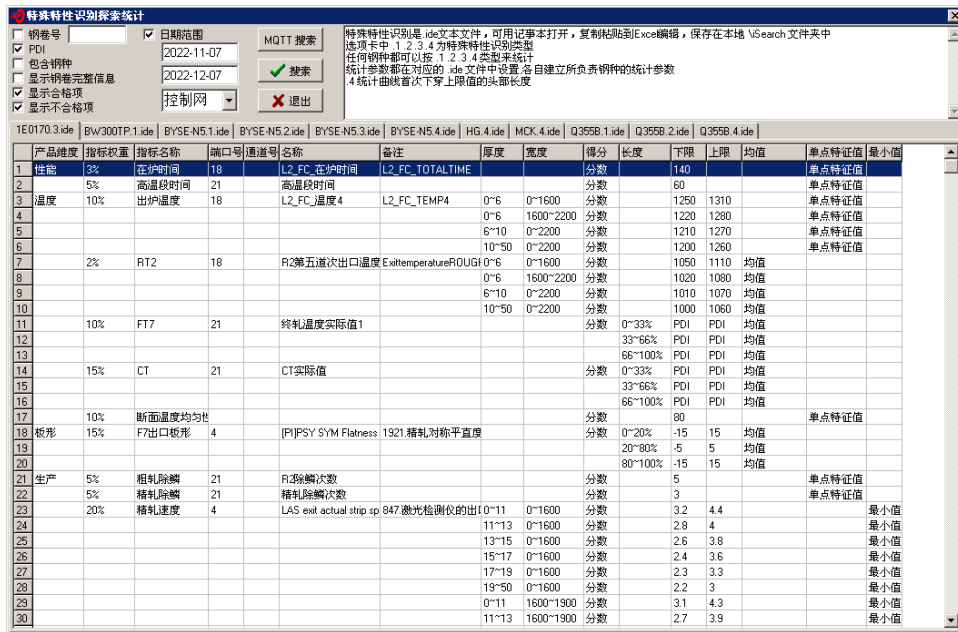 特殊特性识别探索统计
钢卷号
PDI
包含钢种
显示钢卷完整信息
显示合格项
显示不合格项
日期范围
2022-11-07
2022-12-07
控制网
MQTT 搜索
搜索
退出
特殊特性识别是.ide文本文件，可用记事本打开，复制粘贴到Excel编辑，保存在本地 \iSearch 文件夹中
选项卡中 .1 .2 .3 .4 为特殊特性识别类型
任何钢种都可以按 .1 .2 .3 .4 类型来统计
统计参数都在对应的 .ide 文件中设置,各自建立所负责钢种的统计参数
.4 统计曲线首次下穿上限值的头部长度
1E0170.3.ide BW300TP.1.ide BYSE-N5.1.ide BYSE-N5.2.ide BYSE-N5.3.ide BYSE-N5.4.ide HG.4.ide MCK.4.ide Q355B.1.ide Q355B.2.ide Q355B.4.ide
产品维度 指标权重 指标名称 端口号 通道号 名称 备注 厚度 宽度 得分 长度 下限 上限 均值 单点特征值 最小值
1 性能 3% 在炉时间 18 L2_FC_在炉时间 L2_FC_TOTALTIME 分数 140 单点特征值
2 5% 高温段时间 21 高温段时间 分数 60 单点特征值
3 温度 10% 出炉温度 18 L2_FC_温度4 L2_FC_TEMP4 0~6 0~1600 分数 1250 1310 单点特征值
4 0~6 1600~2200 分数 1220 1280 单点特征值
5 6~10 0~2200 分数 1210 1270 单点特征值
6 10~50 0~2200 分数 1200 1260 单点特征值
7 2% RT2 18 R2第五道次出口温度 ExittemperatureROUGH 0~6 0~1600 分数 1050 1110 均值
8 0~6 1600~2200 分数 1020 1080 均值
9 6~10 0~2200 分数 1010 1070 均值
10 10~50 0~2200 分数 1000 1060 均值
11 10% FT7 21 终轧温度实际值1 分数 0~33% PDI PDI 均值
12 33~66% PDI PDI 均值
13 66~100% PDI PDI 均值
14 15% CT 21 CT实际值 分数 0~33% PDI PDI 均值
15 33~66% PDI PDI 均值
16 66~100% PDI PDI 均值
17 10% 断面温度均匀性 分数 80 单点特征值
18 板形 15% F7出口板形 4 [PI]PSY SYM Flatness 1921.精轧对称平直度 分数 0~20% -15 15 均值
19 20~80% -5 5 均值
20 80~100% -15 15 均值
21 生产 5% 粗轧除鳞 21 R2除鳞次数 分数 5 单点特征值
22 5% 精轧除鳞 21 精轧除鳞次数 分数 3 单点特征值
23 20% 精轧速度 4 LAS exit actual strip sp 847.激光检测仪的出口 0~11 0~1600 分数 3.2 4.4 最小值
24 11~13 0~1600 分数 2.8 4 最小值
25 13~15 0~1600 分数 2.6 3.8 最小值
26 15~17 0~1600 分数 2.4 3.6 最小值
27 17~19 0~1600 分数 2.3 3.3 最小值
28 19~50 0~1600 分数 2.2 3 最小值
29 0~11 1600~1900 分数 3.1 4.3 最小值
30 11~13 1600~1900 分数 2.7 3.9 最小值